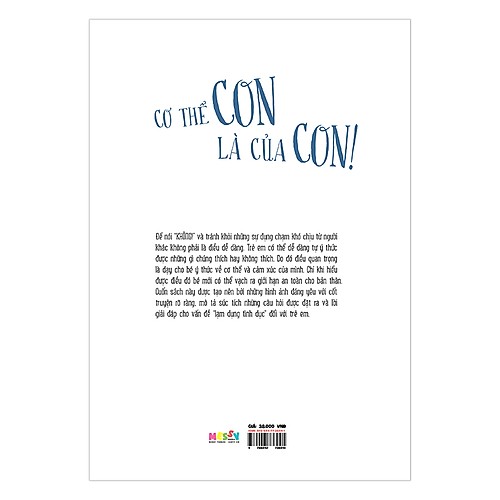 CƠ THỂ CON
LÀ CỦA CON!
Để nói "KHÔNG!" và tránh khỏi những sự đụng chạm khó chịu từ người
khác không phải là điều dễ dàng. Trẻ em có thể dễ dàng tự ý thức
được những gì chúng thích hay không thích. Do đó điều quan trọng
là dạy cho bé ý thức về cơ thể và cảm xúc của mình. Chỉ khi hiểu
được điều đó bé mới có thể vạch ra giới hạn an toàn cho bản thân.
Cuốn sách này được tạo nên bởi những hình ảnh đáng yêu với cốt
truyện rõ ràng, mô tả súc tích những câu hỏi được đặt ra và lời
giải đáp cho vấn đề "lạm dụng tình dục" đối với trẻ em.
Giá: 38.000 VNĐ
MESSY